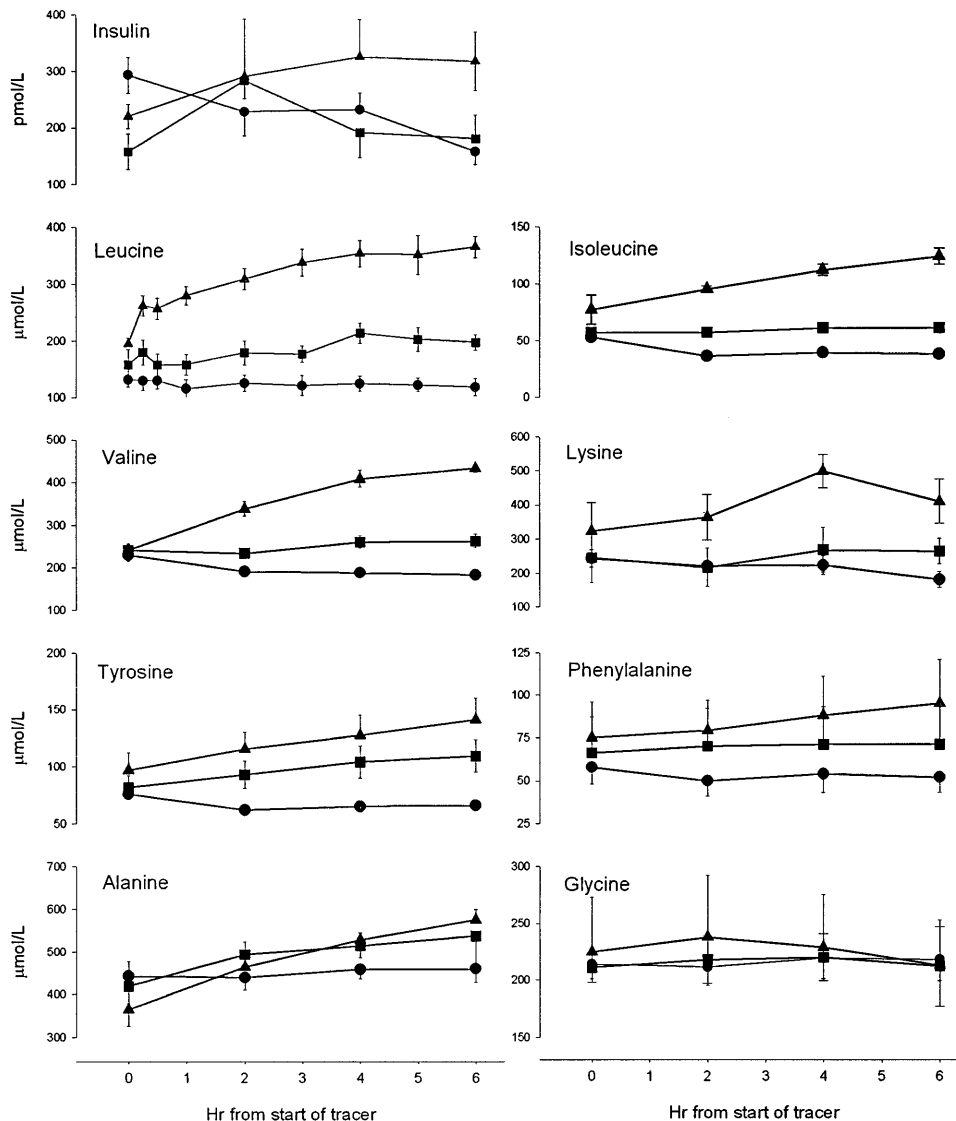 Insulin
pmol/L
400
300
200
100
Leucine
μmol/L
400
300
200
100
Isoleucine
150
100
50
0
Valine
μmol/L
500
400
300
200
100
Lysine
600
500
400
300
200
100
Tyrosine
μmol/L
200
150
100
50
Phenylalanine
125
100
75
50
25
Alanine
μmol/L
700
600
500
400
300
Glycine
300
250
200
150
0 1 2 3 4 5 6
0 1 2 3 4 5 6
Hr from start of tracer
Hr from start of tracer